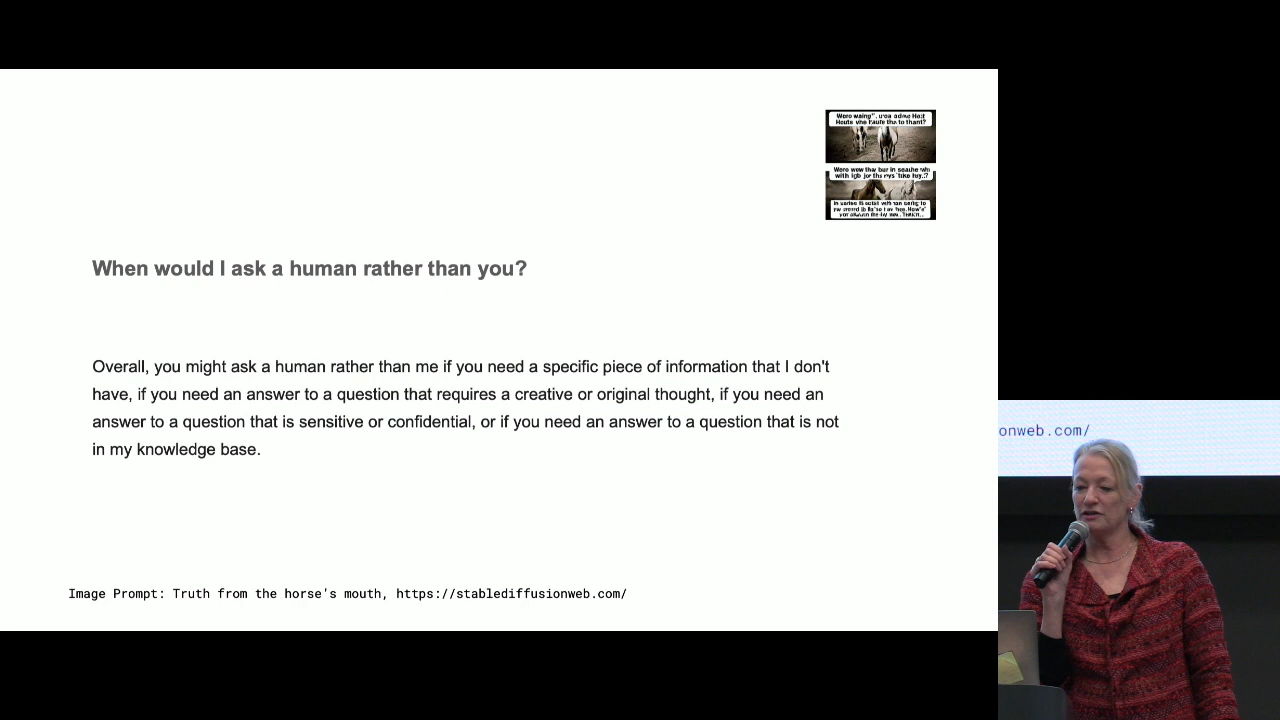 When would I ask a human rather than you?
Overall, you might ask a human rather than me if you need a specific piece of information that I don't
have, if you need an answer to a question that requires a creative or original thought, if you need an
answer to a question that is sensitive or confidential, or if you need an answer to a question that is not
in my knowledge base.
Image Prompt: Truth from the horse's mouth, https://stablediffusionweb.com/
onweb.com/